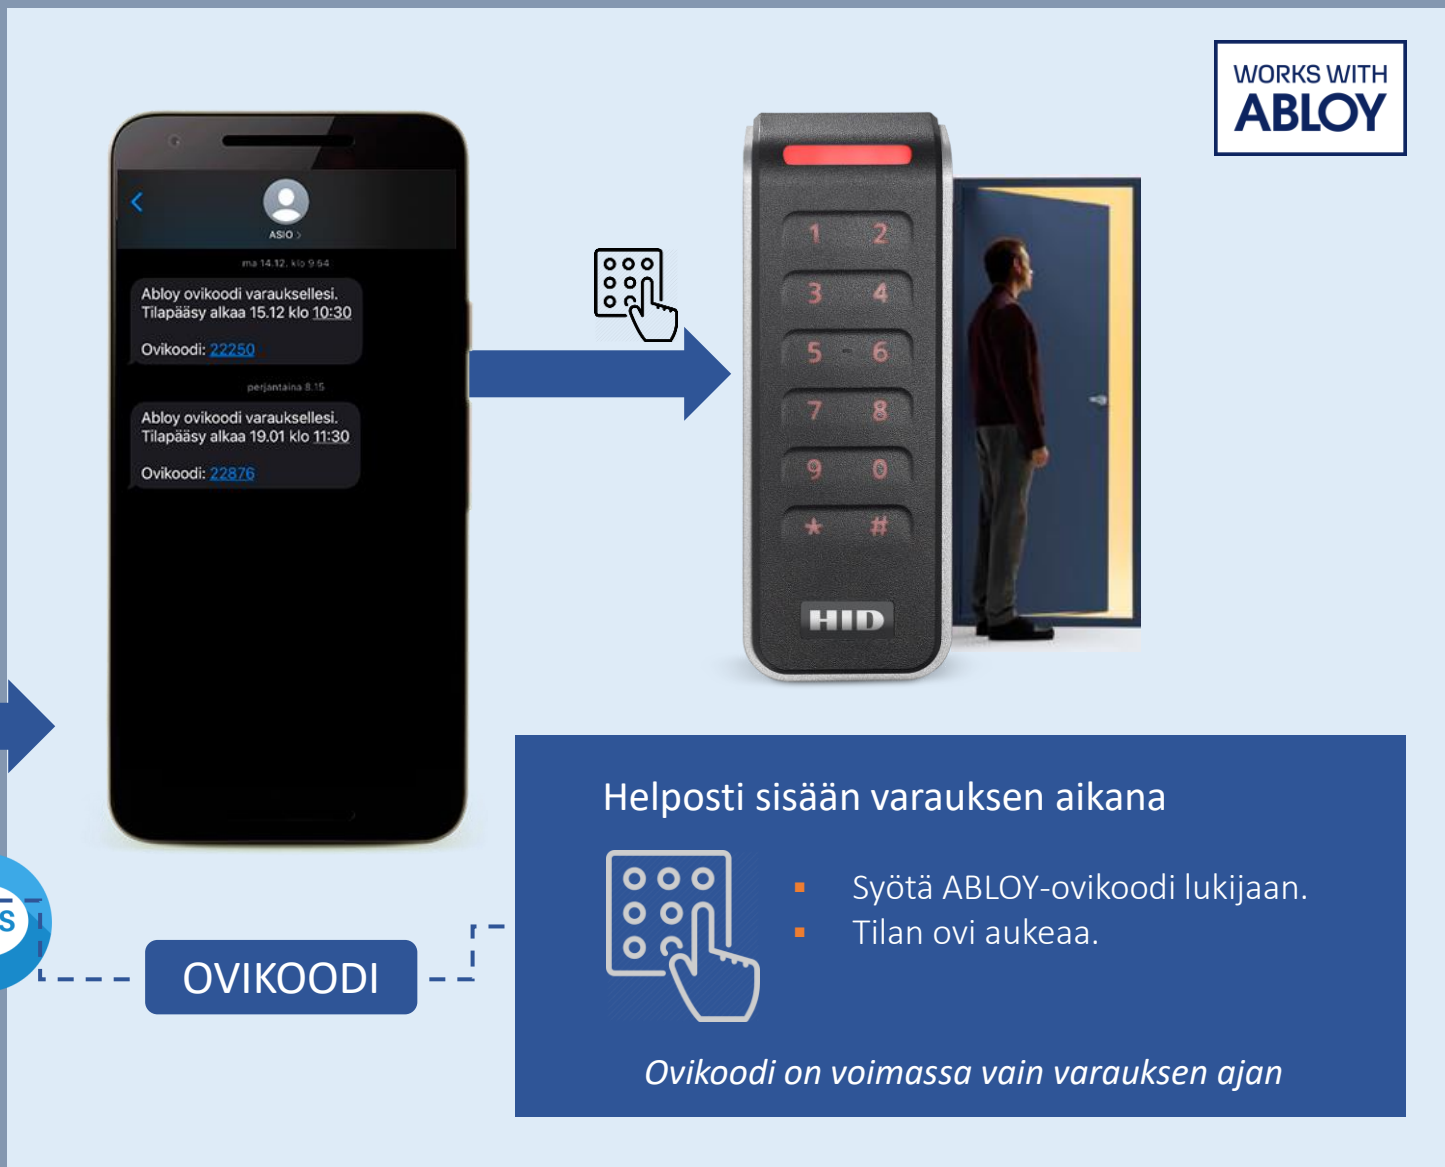 WORKS WITH
ABLOY
ASIO >
ma 14.12. klo 9.54
Abloy ovikoodi varauksellesi.
Tilapääsy alkaa 15.12 klo 10:30
Ovikoodi: 22250
perjantaina 8.15
Abloy ovikoodi varauksellesi.
Tilapääsy alkaa 19.01 klo 11:30
Ovikoodi: 22876
1 2
3 4
5 - 6
7 8
9 0
* #
HID
S
OVIKOODI
Helposti sisään varauksen aikana
▪ Syötä ABLOY-ovikoodi lukijaan.
▪ Tilan ovi aukeaa.
Ovikoodi on voimassa vain varauksen ajan